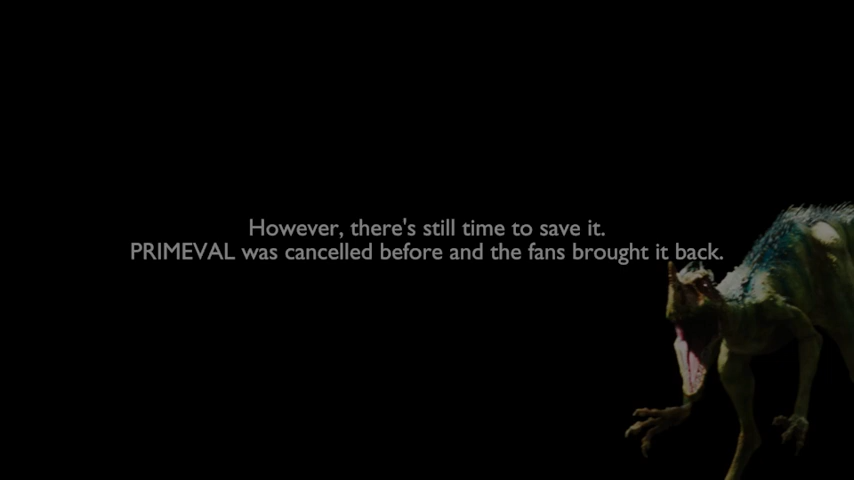 However, there's still time to save it.
PRIMEVAL was cancelled before and the fans brought it back.